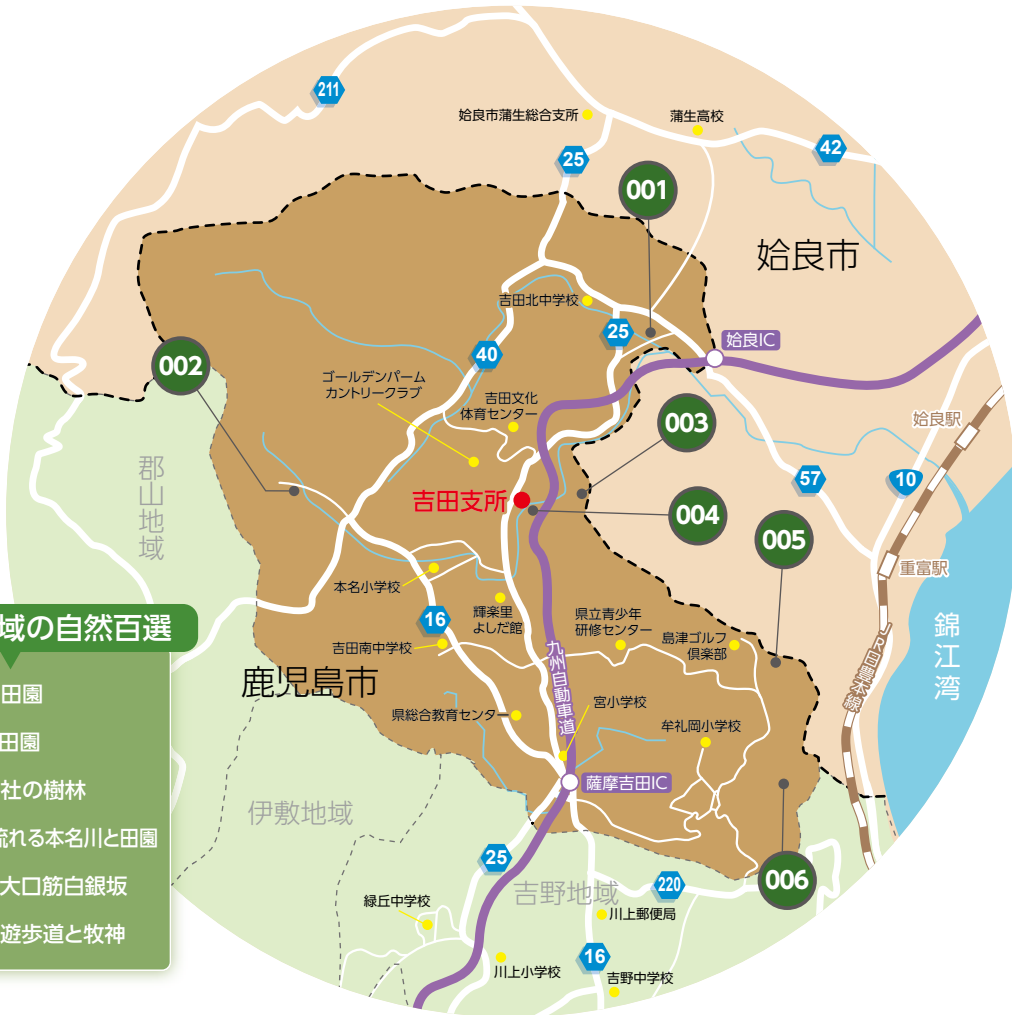 211
姶良市蒲生総合支所
蒲生高校
42
25
001
姶良市
吉田北中学校
25
姶良IC
40
002
ゴールデンパーム
カントリークラブ
吉田文化
体育センター
003
姶良駅
郡山地域
57
10
吉田支所
004
005
重富駅
本名小学校
輝楽里
よしだ館
県立青少年
研修センター
島津ゴルフ
倶楽部
16
吉田南中学校
九州自動車道
JR日豊本線
錦江湾
域の自然百選
田園
田園
社の樹林
流れる本名川と田園
大口筋白銀坂
遊歩道と牧神
鹿児島市
県総合教育センター
宮小学校
牟礼岡小学校
薩摩吉田IC
伊敷地域
25
吉野地域
220
006
緑丘中学校
川上郵便局
川上小学校
16
吉野中学校